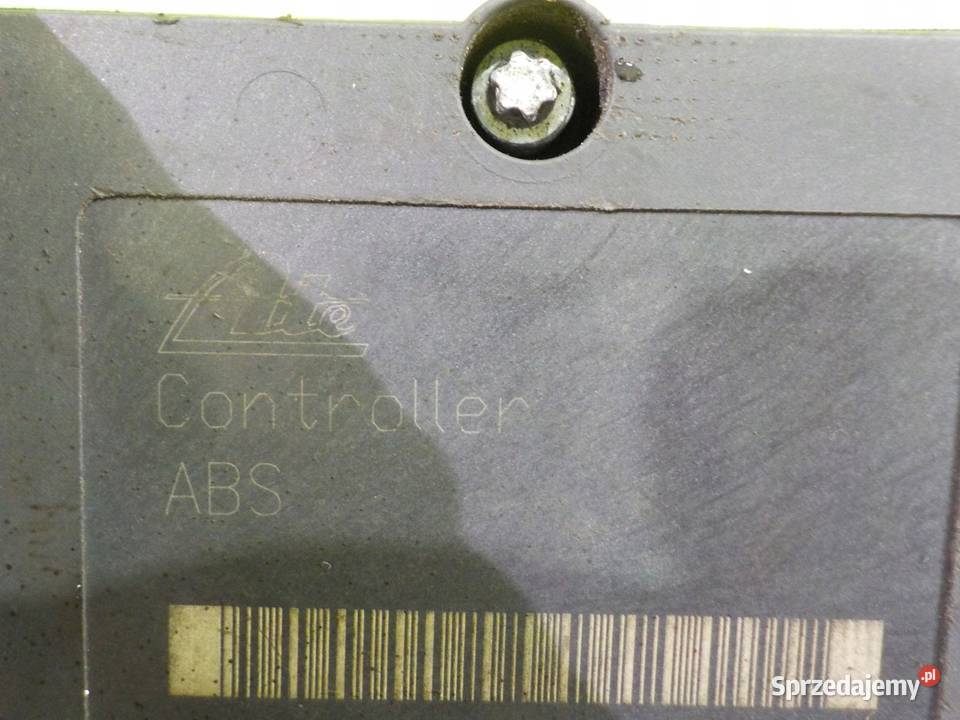 Ate
Controller
ABS
Sprzedajemy.pl